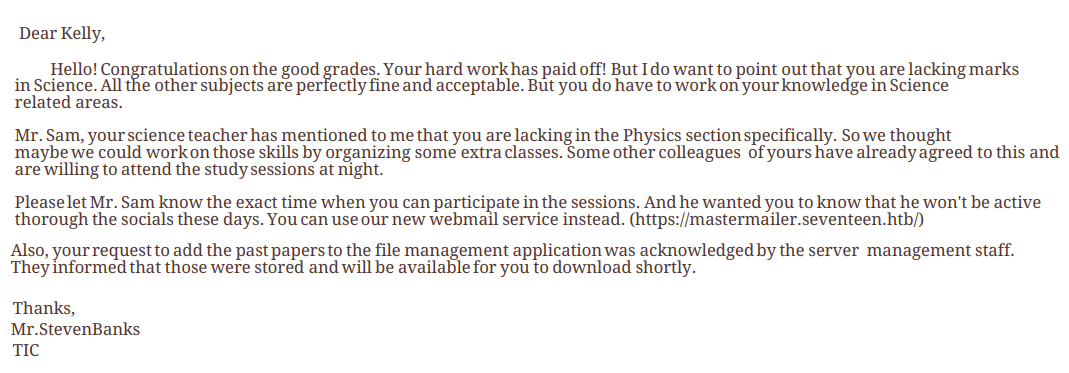 Dear Kelly,
Hello! Congratulations on the good grades. Your hard work has paid off! But I do want to point out that you are lacking marks
in Science. All the other subjects are perfectly fine and acceptable. But you do have to work on your knowledge in Science
related areas.
Mr. Sam, your science teacher has mentioned to me that you are lacking in the Physics section specifically. So we thought
maybe we could work on those skills by organizing some extra classes. Some other colleagues of yours have already agreed to this and
are willing to attend the study sessions at night.
Please let Mr. Sam know the exact time when you can participate in the sessions. And he wanted you to know that he won't be active
thorough the socials these days. You can use our new webmail service instead. (https://mastermailer.seventeen.htb/)
Also, your request to add the past papers to the file management application was acknowledged by the server management staff.
They informed that those were stored and will be available for you to download shortly.
Thanks,
Mr.StevenBanks
TIC